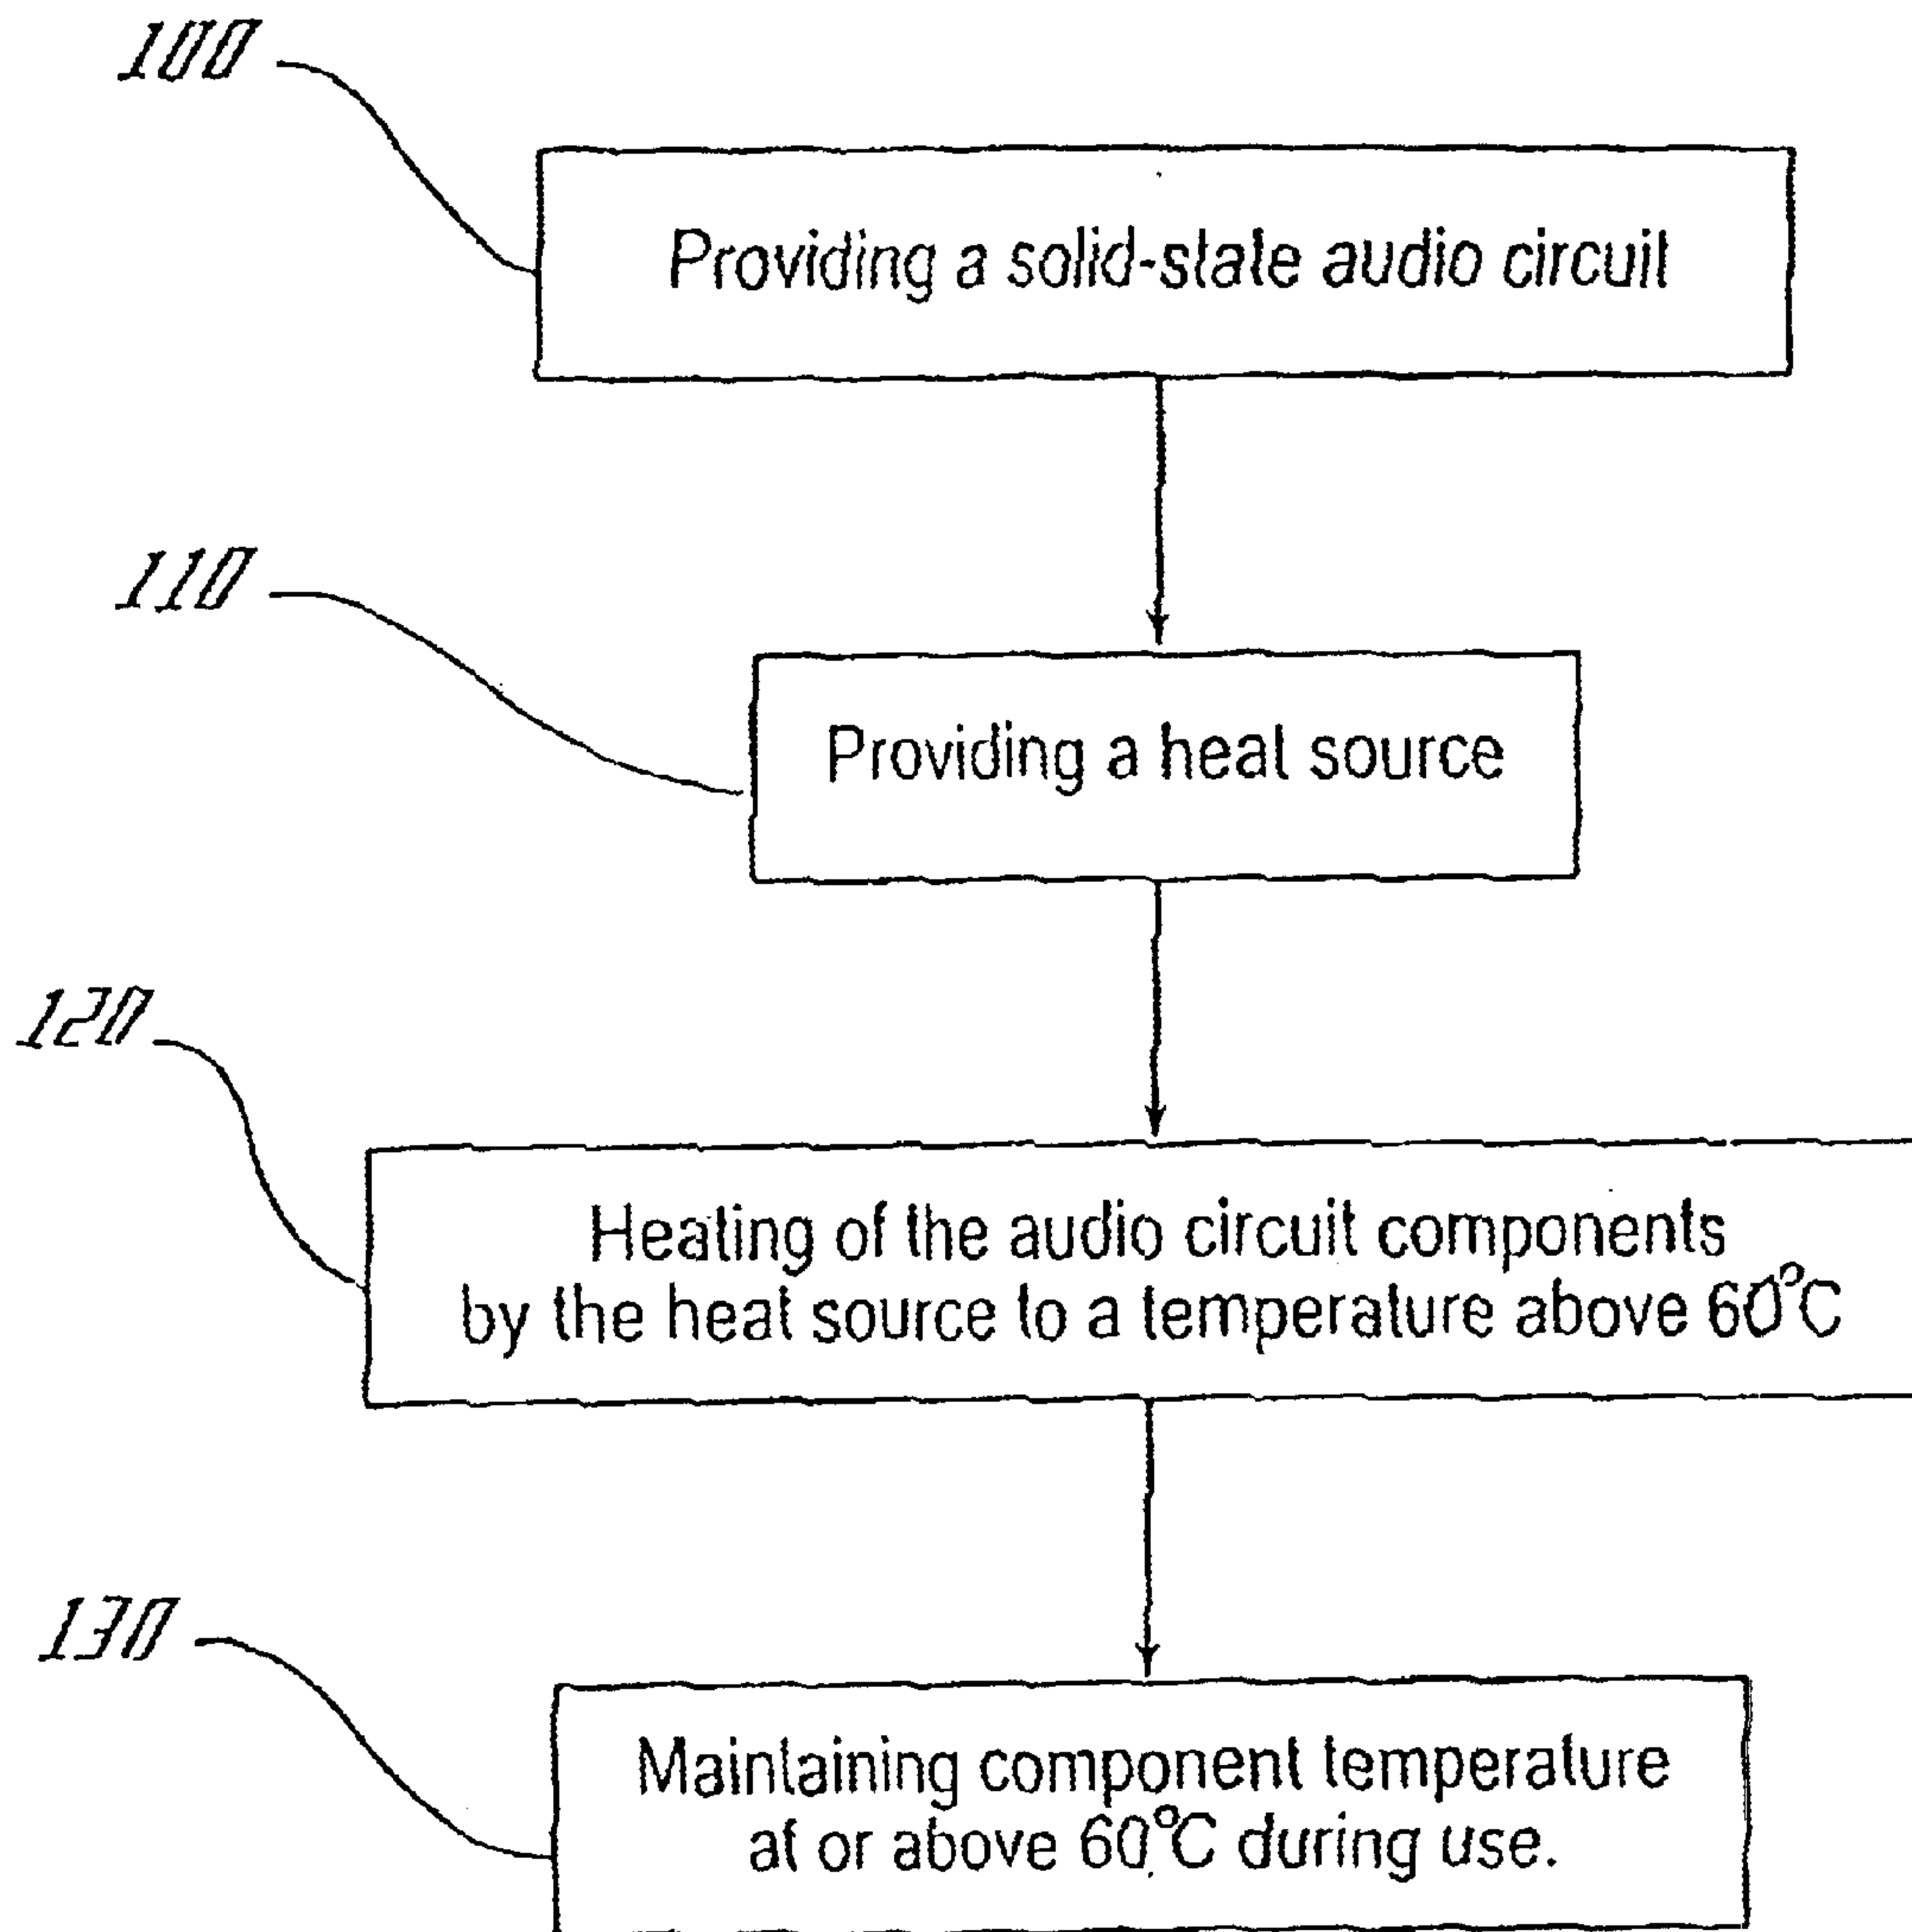 100
Providing a solid-state audio circuit
110
Providing a heat source
120
Heating of the audio circuit components
by the heat source to a temperature above 60°C
130
Maintaining component temperature
at or above 60°C during use.